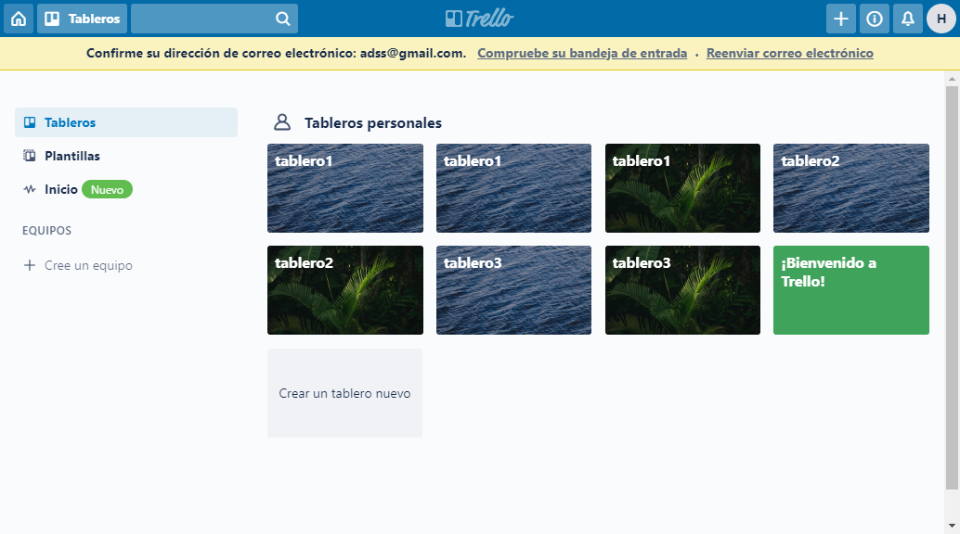 Tableros
Trello
H
Confirme su dirección de correo electrónico: adss@gmail.com. Compruebe su bandeja de entrada · Reenviar correo electrónico
Tableros
Plantillas
Inicio Nuevo
EQUIPOS
+ Cree un equipo
Tableros personales
tablero1
tablero1
tablero1
tablero2
tablero2
tablero3
tablero3
¡Bienvenido a
Trello!
Crear un tablero nuevo